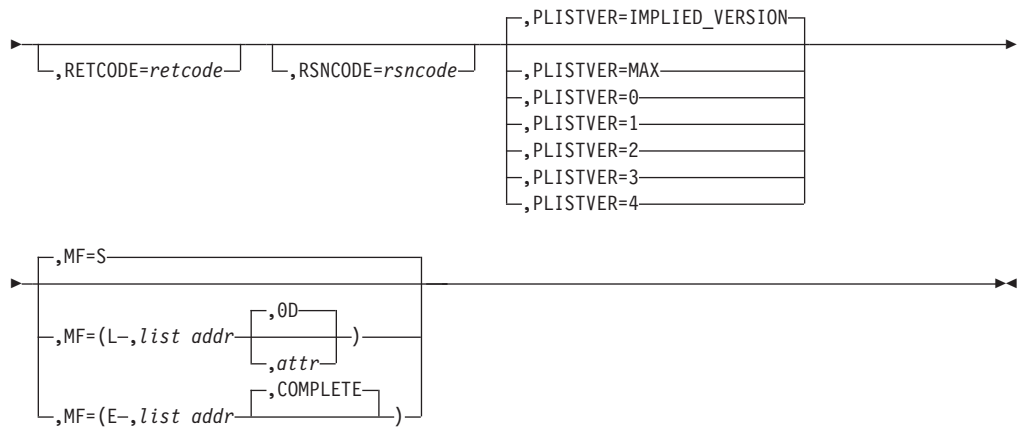 ,PLISTVER=IMPLIED_VERSION
,RETCODE=retcode ,RSNCODE=rsncode ,PLISTVER=MAX
,PLISTVER=0
,PLISTVER=1
,PLISTVER=2
,PLISTVER=3
,PLISTVER=4
,MF=S
,0D
,MF=(L–,list addr )
,attr
,COMPLETE
,MF=(E–,list addr )